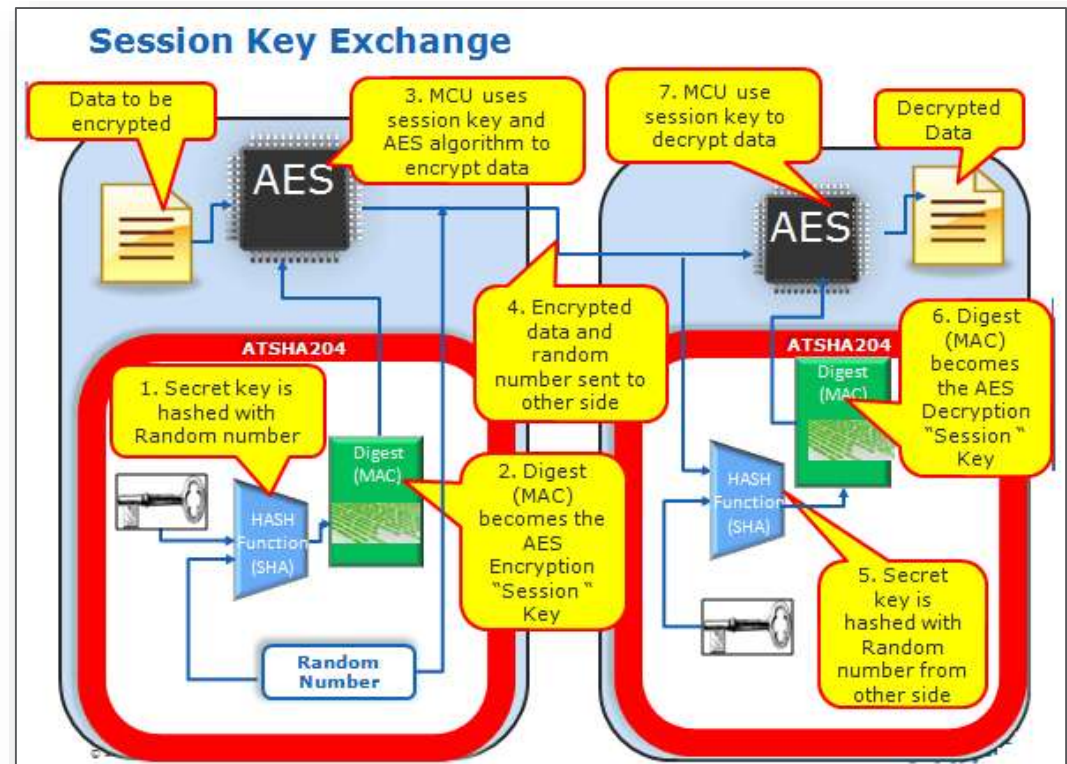 Session Key Exchange
Data to be
encrypted
3. MCU uses
session key and
AES algorithm to
encrypt data
7. MCU use
session key to
decrypt data
Decrypted
Data
AES
AES
4. Encrypted
data and
random
number sent to
other side
ATSHA204
1. Secret key is
hashed with
Random number
Digest
(MAC)
2. Digest
(MAC)
becomes the
AES
Encryption
"Session "
Key
HASH
Function
(SHA)
Random
Number
ATSHA204
Digest
(MAC)
6. Digest
(MAC)
becomes
the AES
Decryption
"Session "
Key
HASH
Function
(SHA)
5. Secret
key is
hashed with
Random
number from
other side